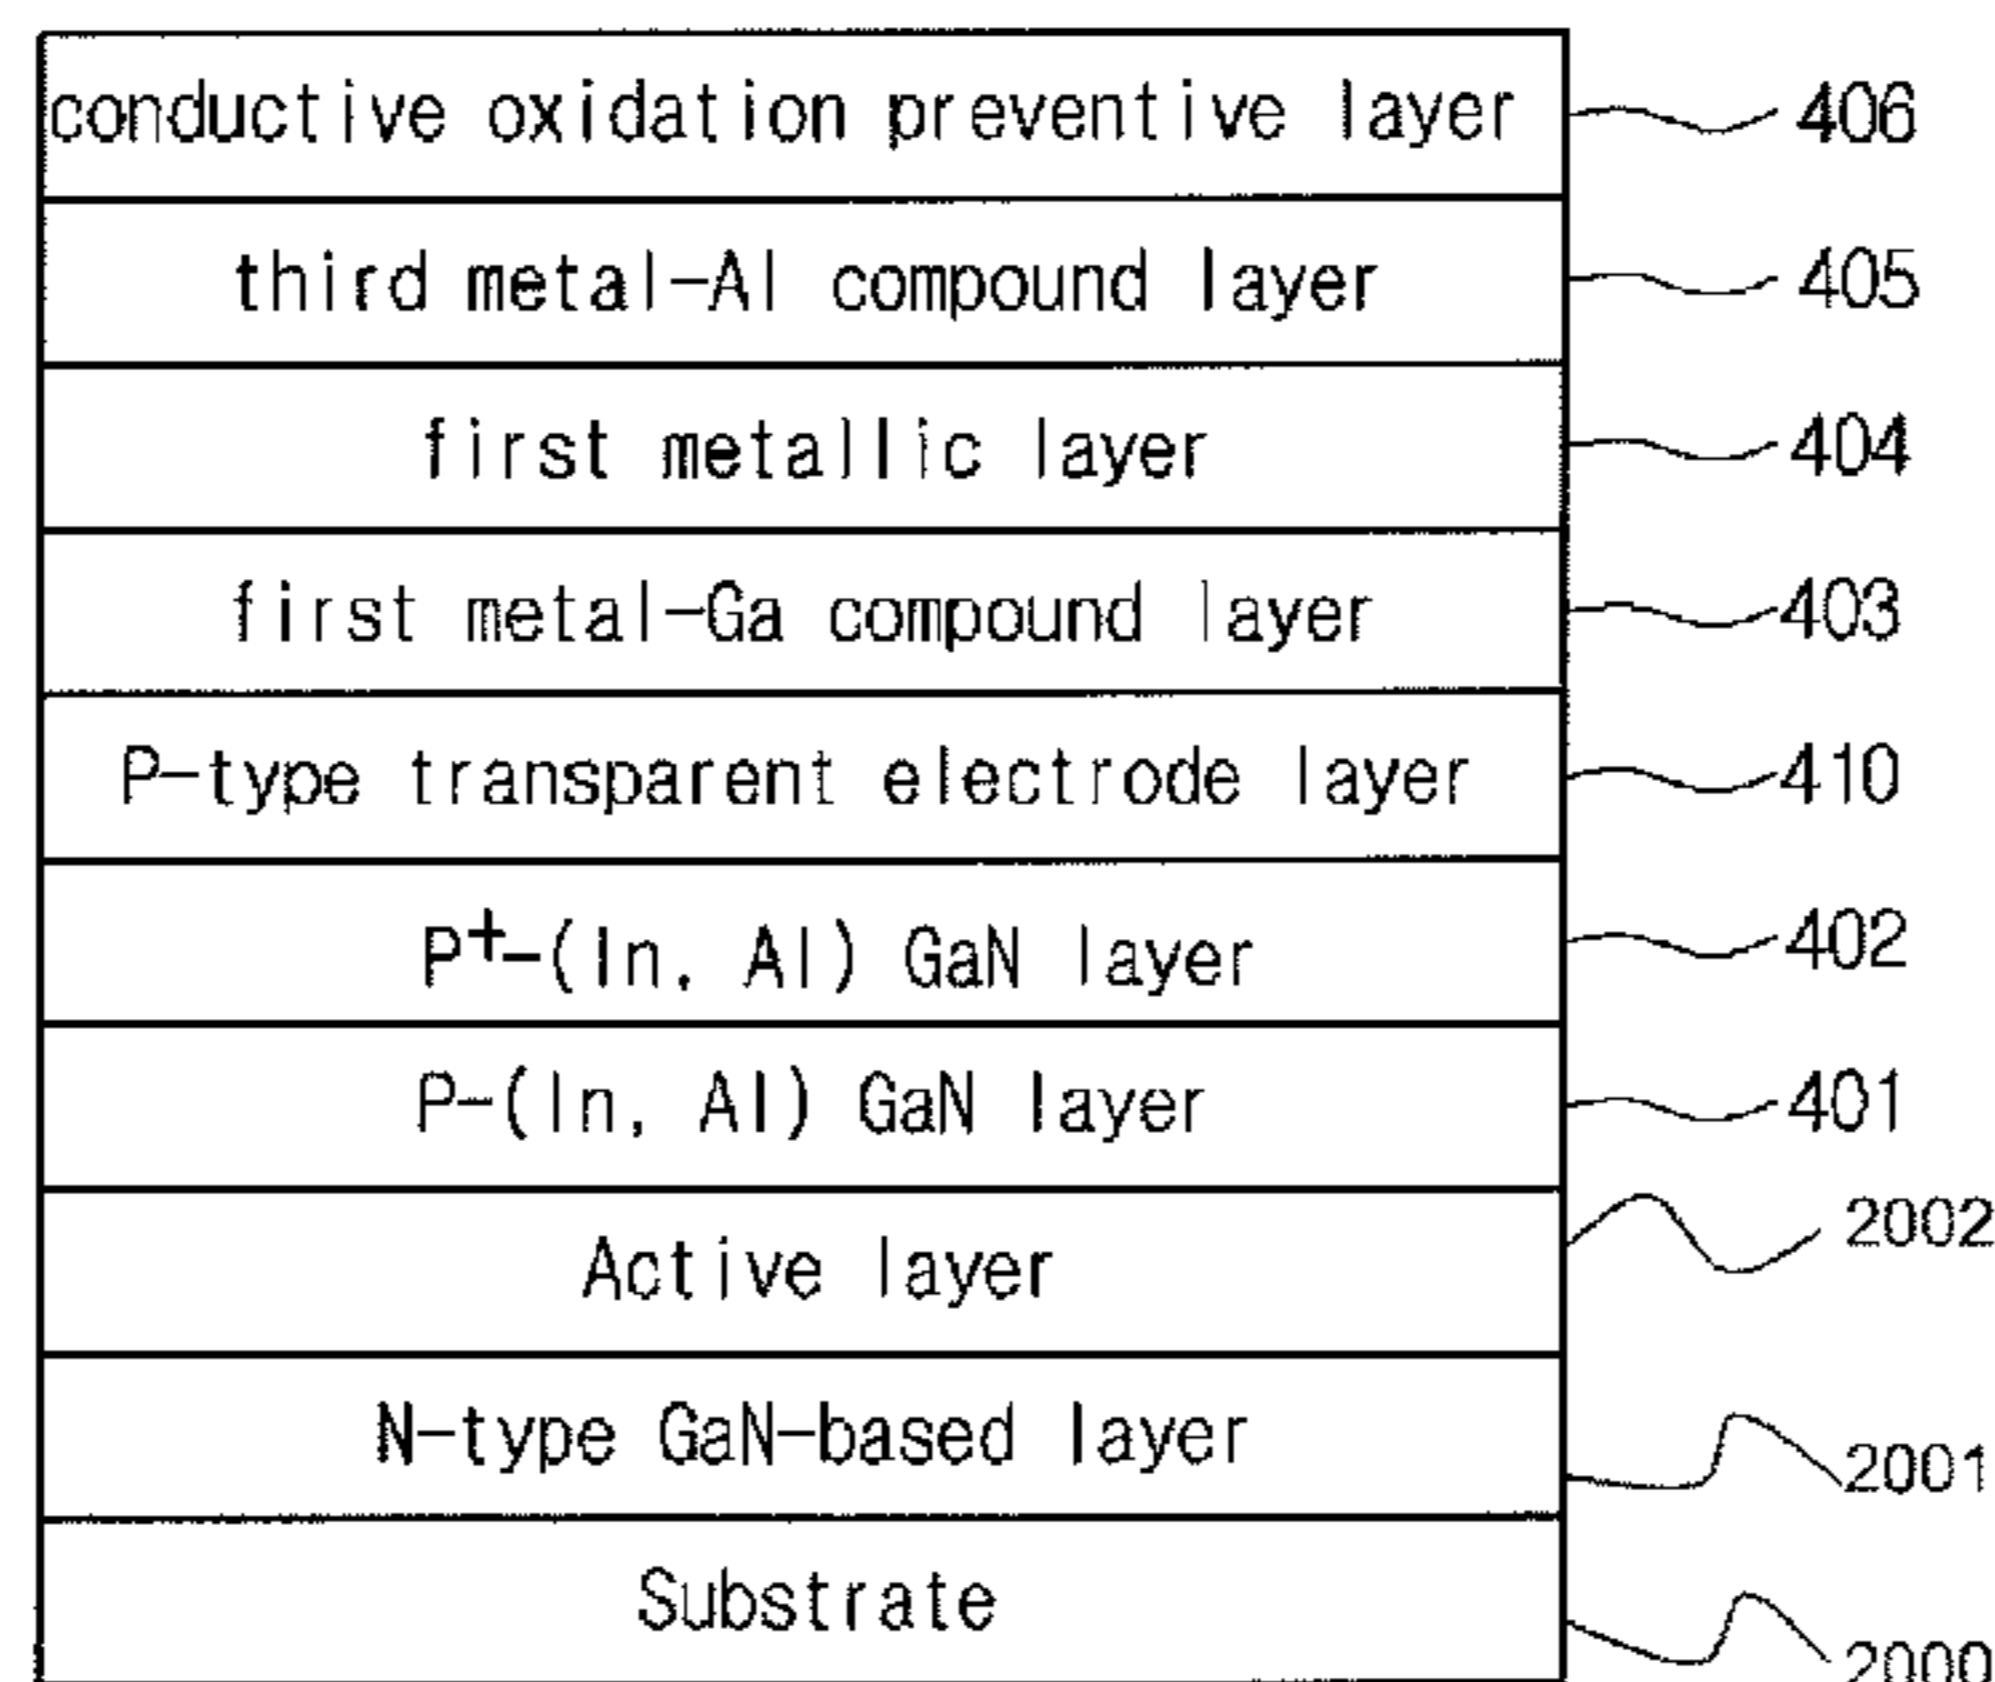 conductive oxidation preventive layer 406
third metal-Al compound layer 405
first metallic layer 404
first metal-Ga compound layer 403
P-type transparent electrode layer 410
P+-(In, Al) GaN layer 402
P-(In, Al) GaN layer 401
Active layer 2002
N-type GaN-based layer 2001
Substrate 2000